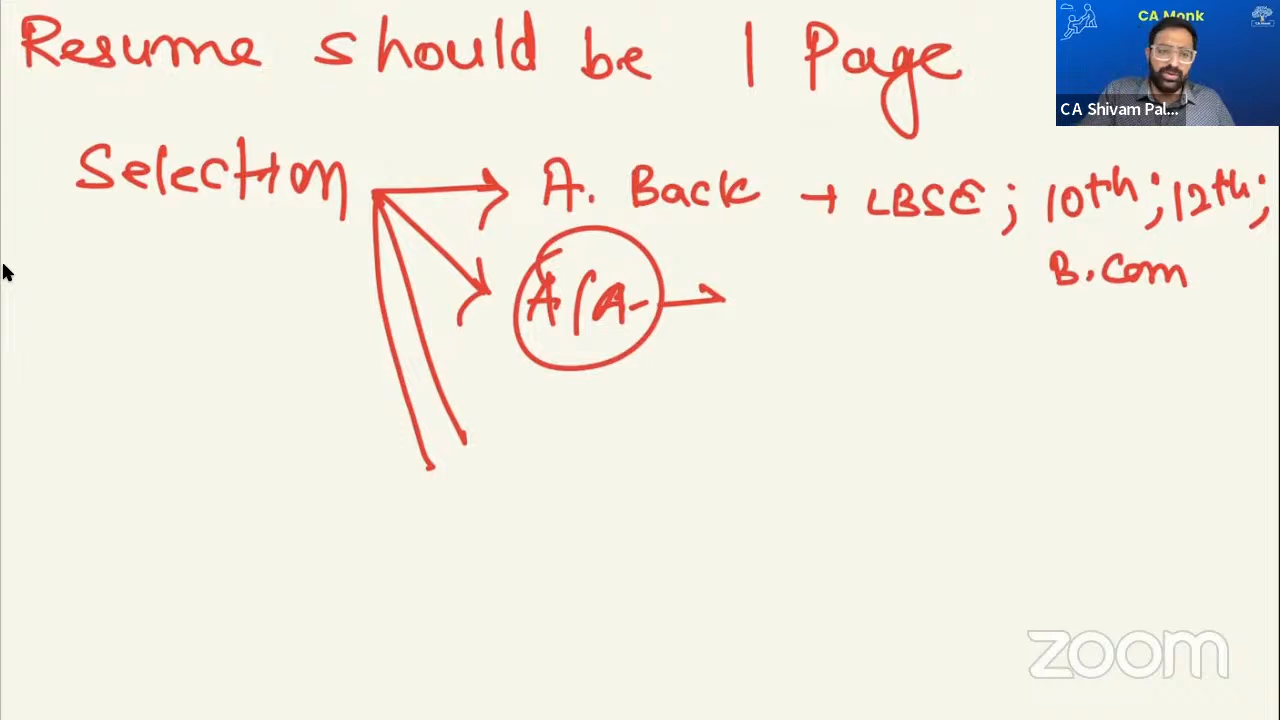 Resume should be 1 Page
CA Monk
CA Shivam Pal...
Selection → A. Back → CBSE; 10th; 12th;
B.Com
A/A →
zoom